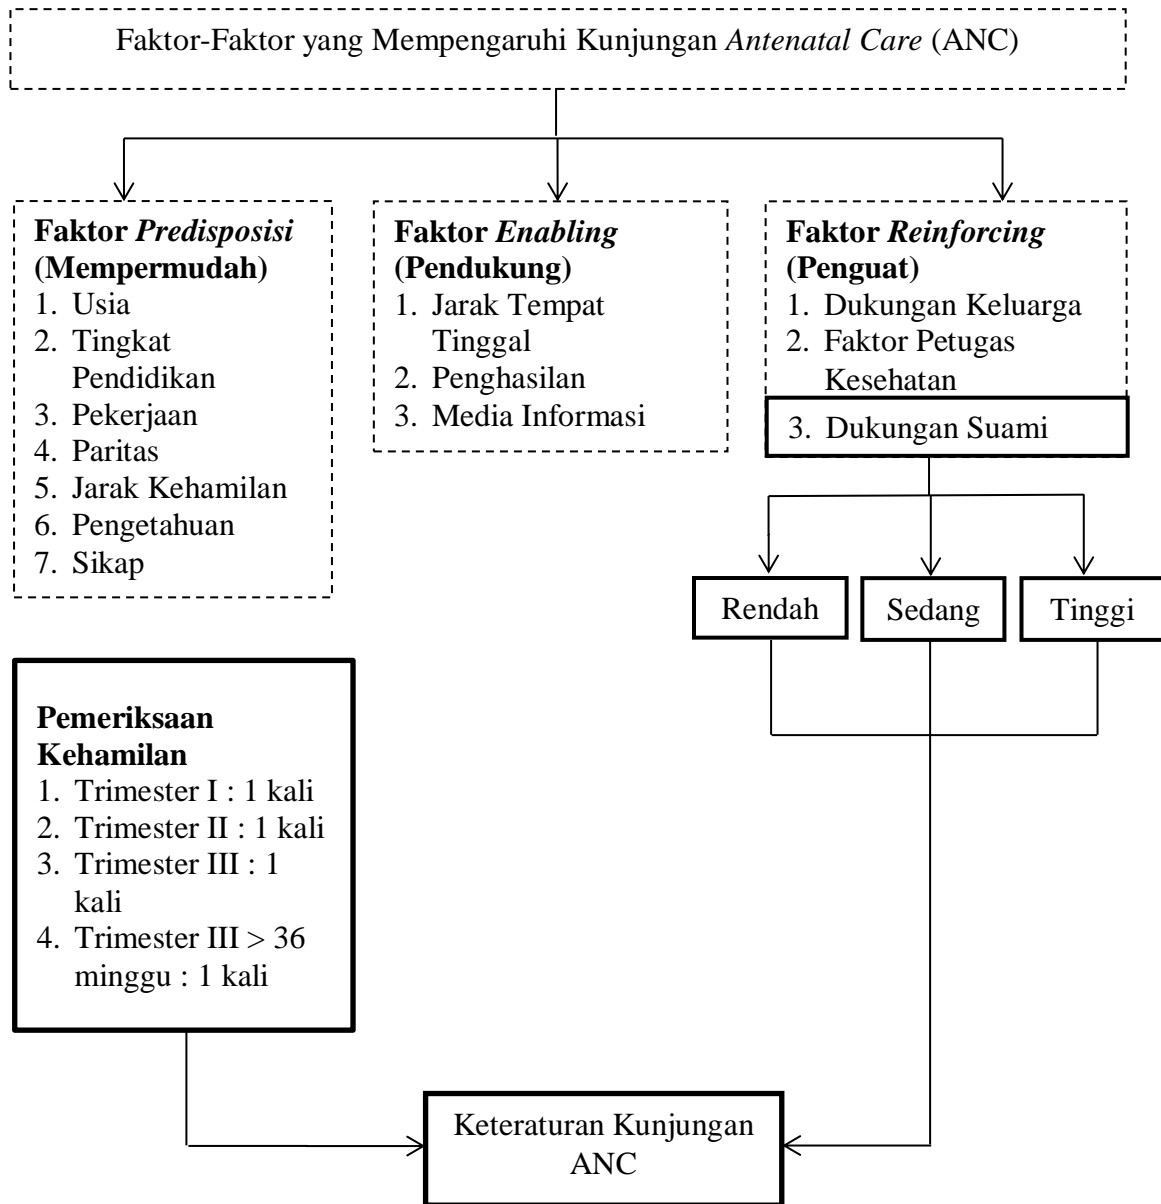 Faktor-Faktor yang Mempengaruhi Kunjungan Antenatal Care (ANC)
Faktor Predisposisi
(Mempermudah)
1. Usia
2. Tingkat
Pendidikan
3. Pekerjaan
4. Paritas
5. Jarak Kehamilan
6. Pengetahuan
7. Sikap
Faktor Enabling
(Pendukung)
1. Jarak Tempat
Tinggal
2. Penghasilan
3. Media Informasi
Faktor Reinforcing
(Penguat)
1. Dukungan Keluarga
2. Faktor Petugas
Kesehatan
3. Dukungan Suami
Rendah
Sedang
Tinggi
Pemeriksaan
Kehamilan
1. Trimester I : 1 kali
2. Trimester II : 1 kali
3. Trimester III : 1
kali
4. Trimester III > 36
minggu : 1 kali
Keteraturan Kunjungan
ANC